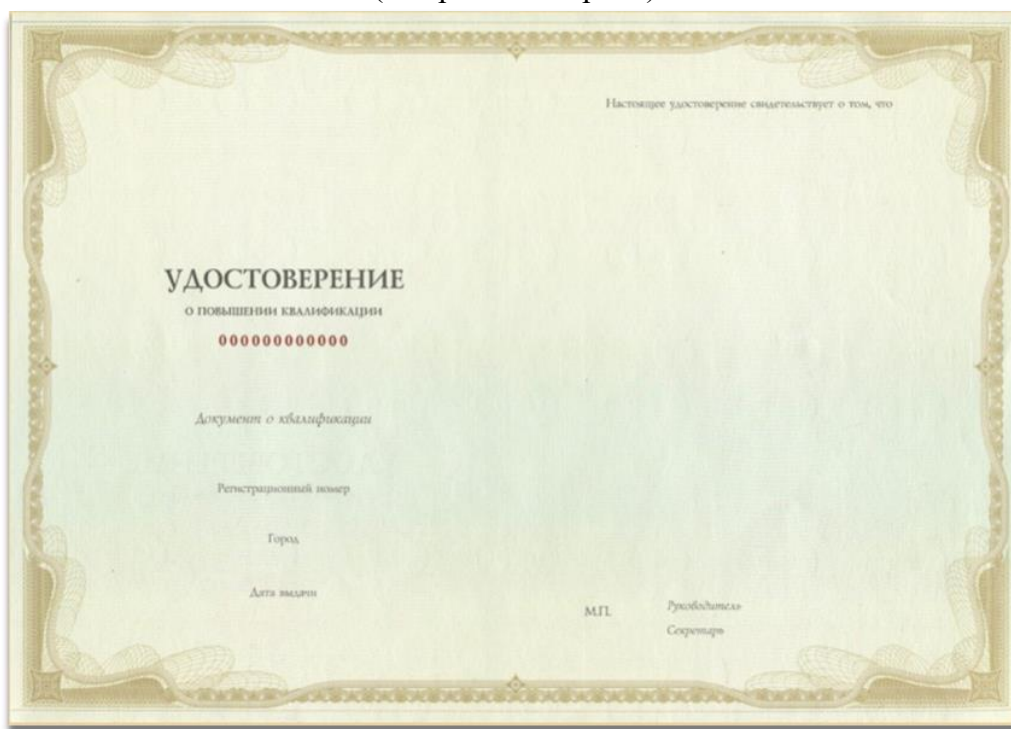 УДОСТОВЕРЕНИЕ
О ПОВЫШЕНИИ КВАЛИФИКАЦИИ
000000000000
Документ о квалификации
Регистрационный номер
Город
Дата выдачи
Настоящее удостоверение свидетельствует о том, что
М.П.
Руководитель
Секретарь